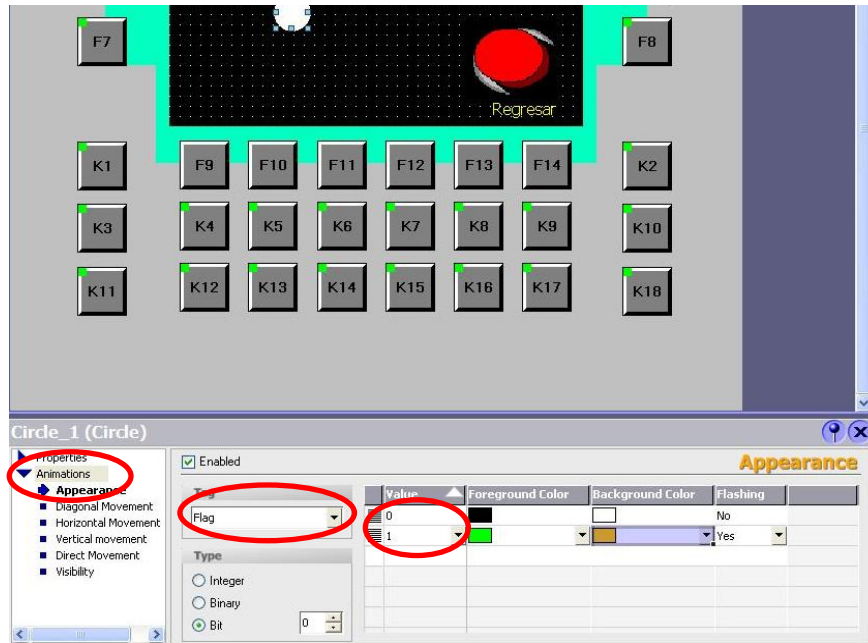 F7
F8
Regresar
K1
F9
F10
F11
F12
F13
F14
K2
K3
K4
K5
K6
K7
K8
K9
K10
K11
K12
K13
K14
K15
K16
K17
K18
Circle_1 (Circle)
Properties
Animations
Appearance
Diagonal Movement
Horizontal Movement
Vertical movement
Direct Movement
Visibility
Enabled
Appearance
Tag
Flag
Type
Integer
Binary
Bit
0
Value Foreground Color Background Color Flashing
0 No
1 Yes